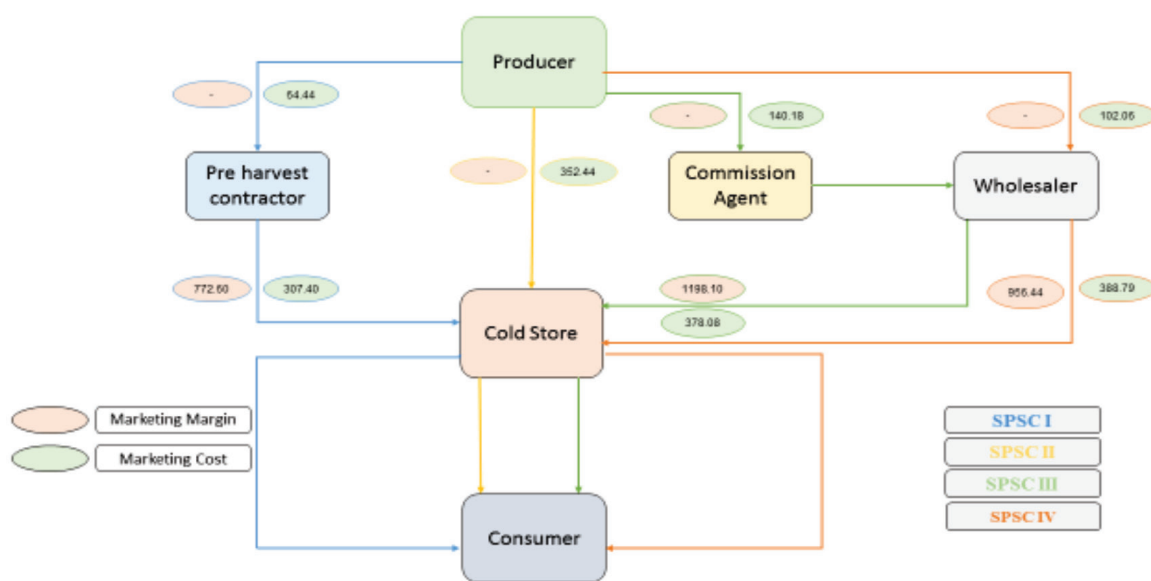 Producer
-
64.44
-
352.44
-
140.18
-
102.06
Pre harvest
contractor
Commission
Agent
Wholesaler
772.60
307.40
1198.10
378.08
956.44
388.79
Cold Store
Marketing Margin
Marketing Cost
SPSC I
SPSC II
SPSC III
SPSC IV
Consumer